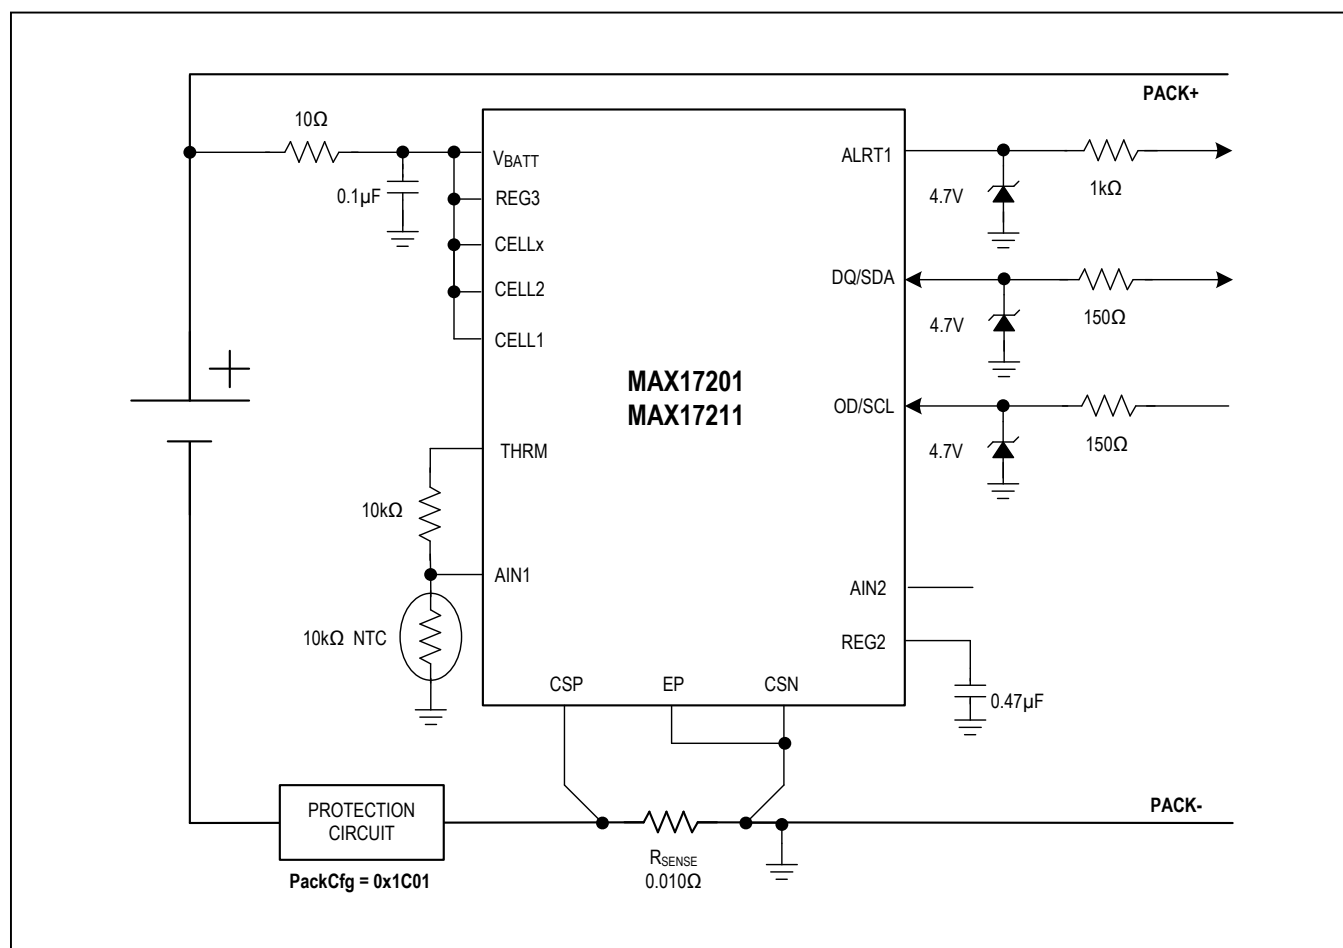 PACK+
10Ω
0.1µF
VBATT
REG3
CELLx
CELL2
CELL1
THRM
10kΩ
AIN1
10kΩ NTC
MAX17201
MAX17211
ALRT1
4.7V
1kΩ
DQ/SDA
4.7V
150Ω
OD/SCL
4.7V
150Ω
AIN2
REG2
0.47µF
CSP
EP
CSN
PROTECTION
CIRCUIT
PackCfg = 0x1C01
RSENSE
0.010Ω
PACK-